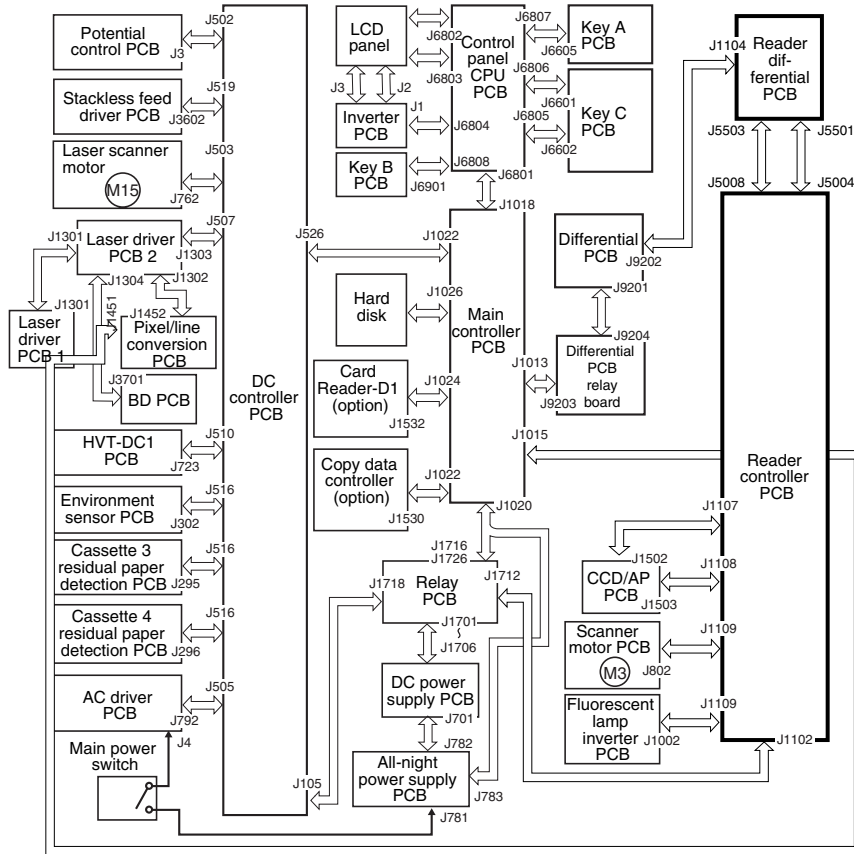 Potential
control PCB
J502
J3
Stackless feed
driver PCB
J519
J3602
Laser scanner
motor
M15
J503
J762
J1301
Laser driver
PCB 2
J507
J1303
J1302
J1304
J1301
Laser
driver
PCB 1
J1451
J1452
Pixel/line
conversion
PCB
J3701
BD PCB
HVT-DC1
PCB
J510
J723
Environment
sensor PCB
J516
J302
Cassette 3
residual paper
detection PCB
J516
J295
Cassette 4
residual paper
detection PCB
J516
J296
AC driver
PCB
J505
J792
J4
Main power
switch
DC
controller
PCB
J526
J105
LCD
panel
J6802
J6803
J3
J2
J1
Inverter
PCB
J6804
Key B
PCB
J6808
J6901
Control
panel
CPU
PCB
J6807
J6605
Key A
PCB
J6806
J6601
J6805
J6602
Key C
PCB
J6801
J1018
J1022
Hard
disk
J1026
Main
controller
PCB
Card
Reader-D1
(option)
J1024
J1532
Copy data
controller
(option)
J1022
J1530
J1013
J1015
J1020
Differential
PCB
J9202
J9201
J9204
Differential
PCB
relay
board
J9203
J1716
J1726
J1718
Relay
PCB
J1712
J1701
~
J1706
DC power
supply PCB
J701
J782
All-night
power supply
PCB
J783
J781
J1104
Reader
dif-
ferential
PCB
J5503
J5501
J5008
J5004
Reader
controller
PCB
J1107
J1502
CCD/AP
PCB
J1108
J1503
Scanner
motor PCB
M3
J1109
J802
Fluorescent
lamp
inverter
PCB
J1109
J1002
J1102